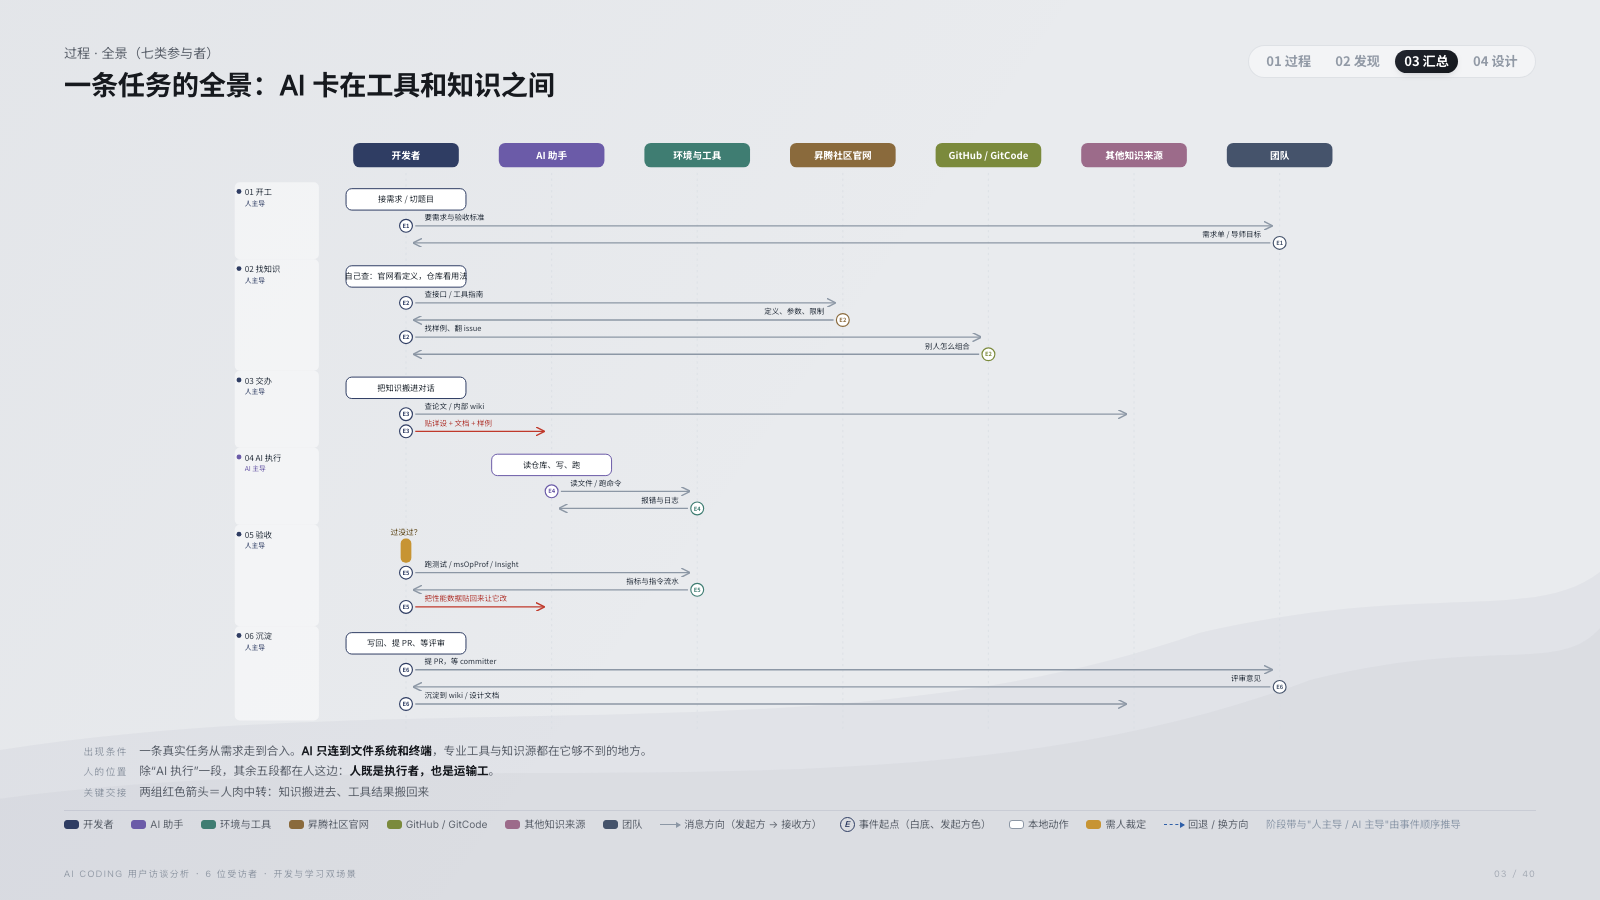 过程 · 全景（七类参与者）
一条任务的全景：AI 卡在工具和知识之间
01 过程 02 发现 03 汇总 04 设计
开发者 AI 助手 环境与工具 昇腾社区官网 GitHub / GitCode 其他知识来源 团队
01 开工
人主导
接需求 / 切题目
要需求与验收标准
E1
需求单 / 导师目标
E1
02 找知识
人主导
自己查：官网看定义，仓库看用法
查接口 / 工具指南
E2
定义、参数、限制
E2
找样例、翻 issue
E2
别人怎么组合
E2
03 交办
人主导
把知识搬进对话
查论文 / 内部 wiki
E3
贴详设 + 文档 + 样例
E3
04 AI 执行
AI 主导
读仓库、写、跑
读文件 / 跑命令
E4
报错与日志
E4
05 验收
人主导
过没过?
跑测试 / msOpProf / Insight
E5
指标与指令流水
E5
把性能数据贴回来让它改
E5
06 沉淀
人主导
写回、提 PR、等评审
提 PR，等 committer
E6
评审意见
E6
沉淀到 wiki / 设计文档
E6
出现条件 一条真实任务从需求走到合入。AI 只连到文件系统和终端，专业工具与知识源都在它够不到的地方。
人的位置 除“AI 执行”一段，其余五段都在人这边：人既是执行者，也是运输工。
关键交接 两组红色箭头＝人肉中转：知识搬进去、工具结果搬回来
开发者 AI 助手 环境与工具 昇腾社区官网 GitHub / GitCode 其他知识来源 团队 消息方向（发起方 → 接收方） E 事件起点（白底、发起方色） 本地动作 需人裁定 回退 / 换方向 阶段带与“人主导 / AI 主导”由事件顺序推导
AI CODING 用户访谈分析 · 6 位受访者 · 开发与学习双场景
03 / 40